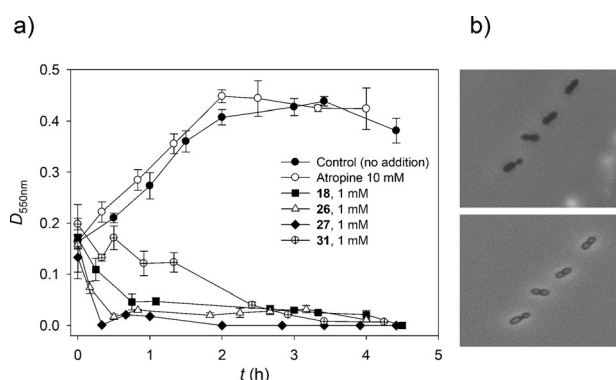 a)
b)
0.5
0.4
0.3
0.2
0.1
0.0
D550nm
Control (no addition)
Atropine 10 mM
18, 1 mM
26, 1 mM
27, 1 mM
31, 1 mM
0 1 2 3 4 5
t (h)